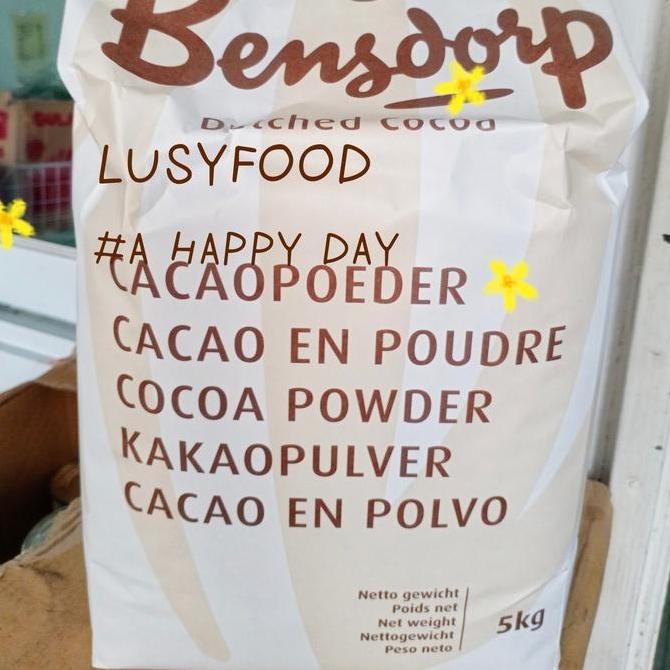 Bensdorp
Dutched Cocoa
LUSYFOOD
#A HAPPY DAY
CACAOPOEDER
CACAO EN POUDRE
COCOA POWDER
KAKAOPULVER
CACAO EN POLVO
Netto gewicht
Poids net
Net weight
Nettogewicht
Peso neto
5kg